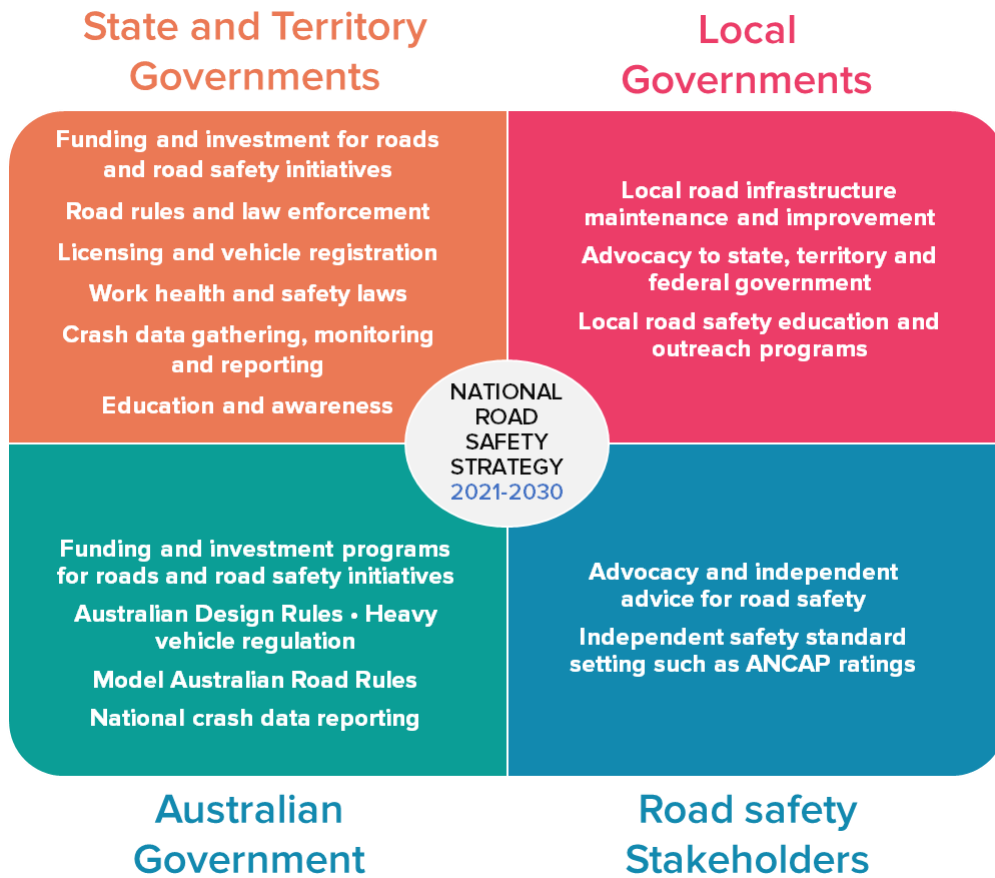 State and Territory
Governments
Funding and investment for roads
and road safety initiatives
Road rules and law enforcement
Licensing and vehicle registration
Work health and safety laws
Crash data gathering, monitoring
and reporting
Education and awareness
Local
Governments
Local road infrastructure
maintenance and improvement
Advocacy to state, territory and
federal government
Local road safety education and
outreach programs
NATIONAL
ROAD
SAFETY
STRATEGY
2021-2030
Funding and investment programs
for roads and road safety initiatives
Australian Design Rules • Heavy
vehicle regulation
Model Australian Road Rules
National crash data reporting
Australian
Government
Advocacy and independent
advice for road safety
Independent safety standard
setting such as ANCAP ratings
Road safety
Stakeholders